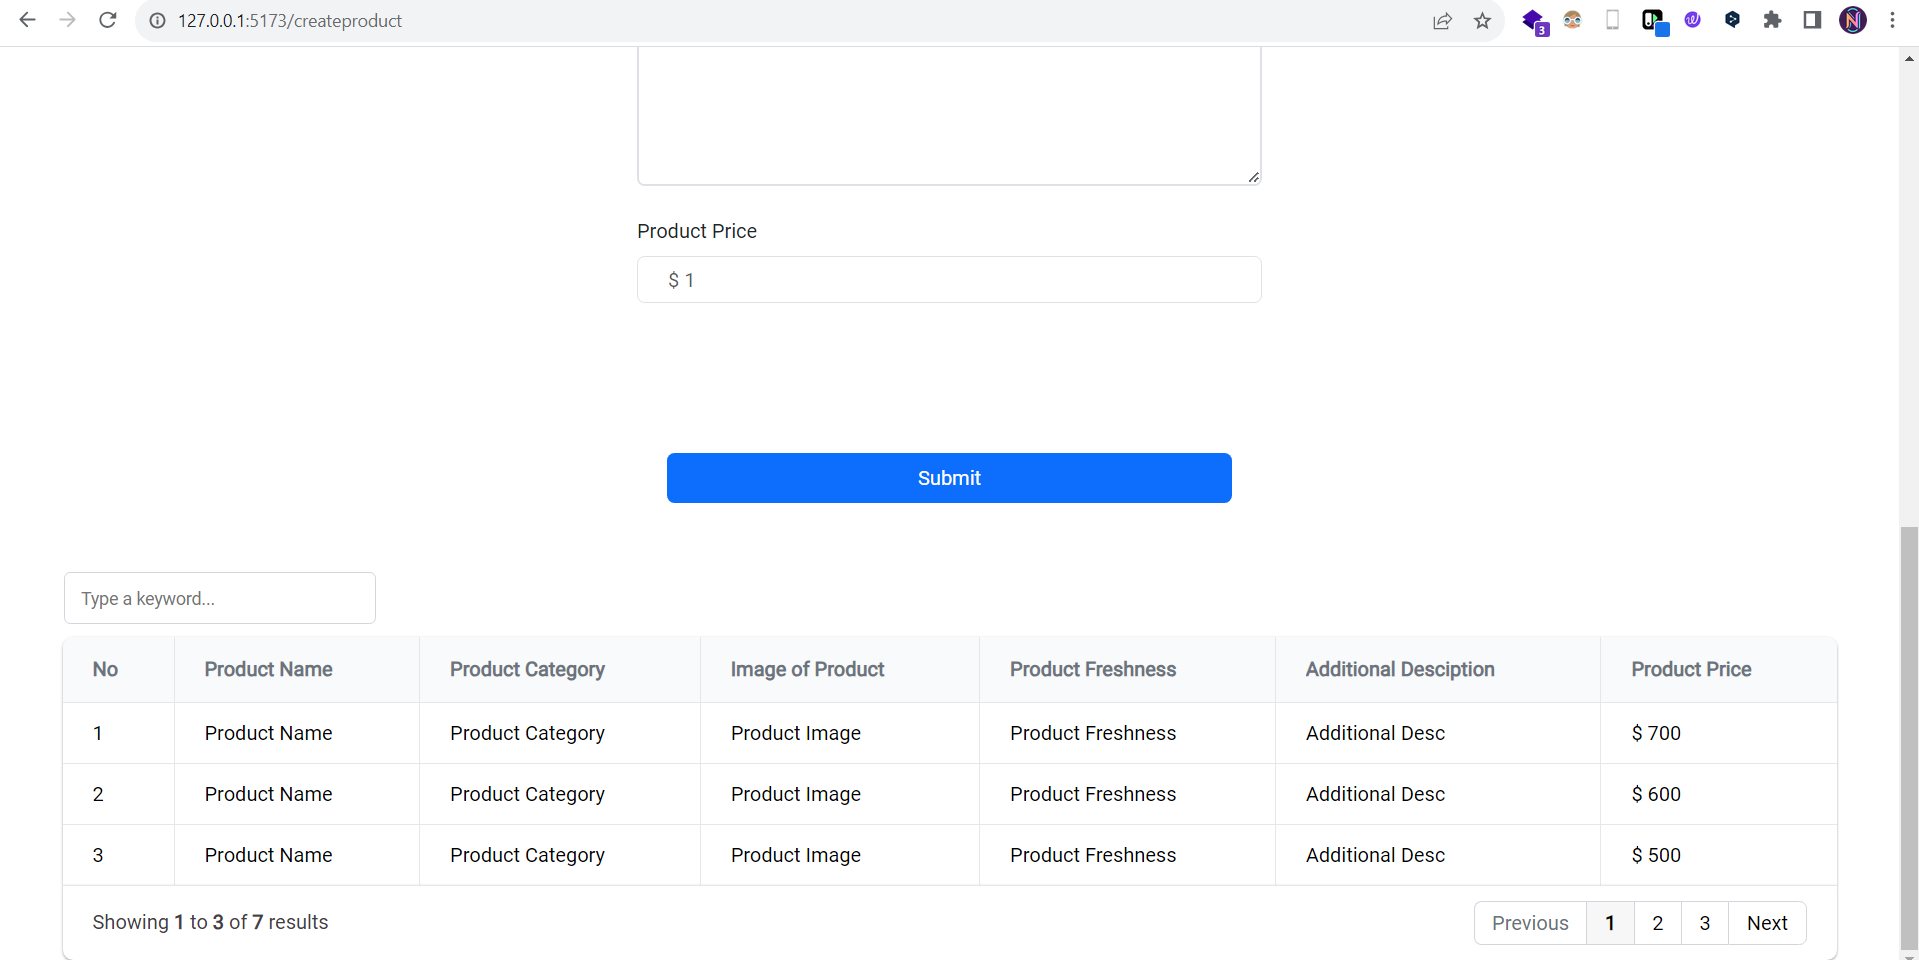 127.0.0.1:5173/createproduct
3
Product Price
$ 1
Submit
Type a keyword...
No Product Name Product Category Image of Product Product Freshness Additional Desciption Product Price
1 Product Name Product Category Product Image Product Freshness Additional Desc $ 700
2 Product Name Product Category Product Image Product Freshness Additional Desc $ 600
3 Product Name Product Category Product Image Product Freshness Additional Desc $ 500
Showing 1 to 3 of 7 results Previous 1 2 3 Next